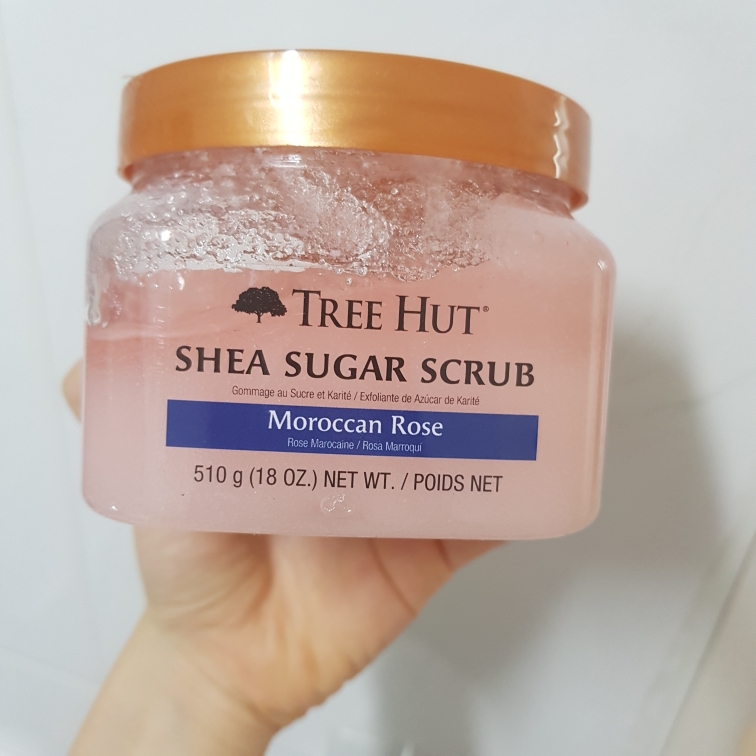 TREE HUT®
SHEA SUGAR SCRUB
Gommage au Sucre et Karité / Exfoliante de Azúcar de Karité
Moroccan Rose
Rose Marocaine / Rosa Marroqui
510 g (18 OZ.) NET WT. / POIDS NET